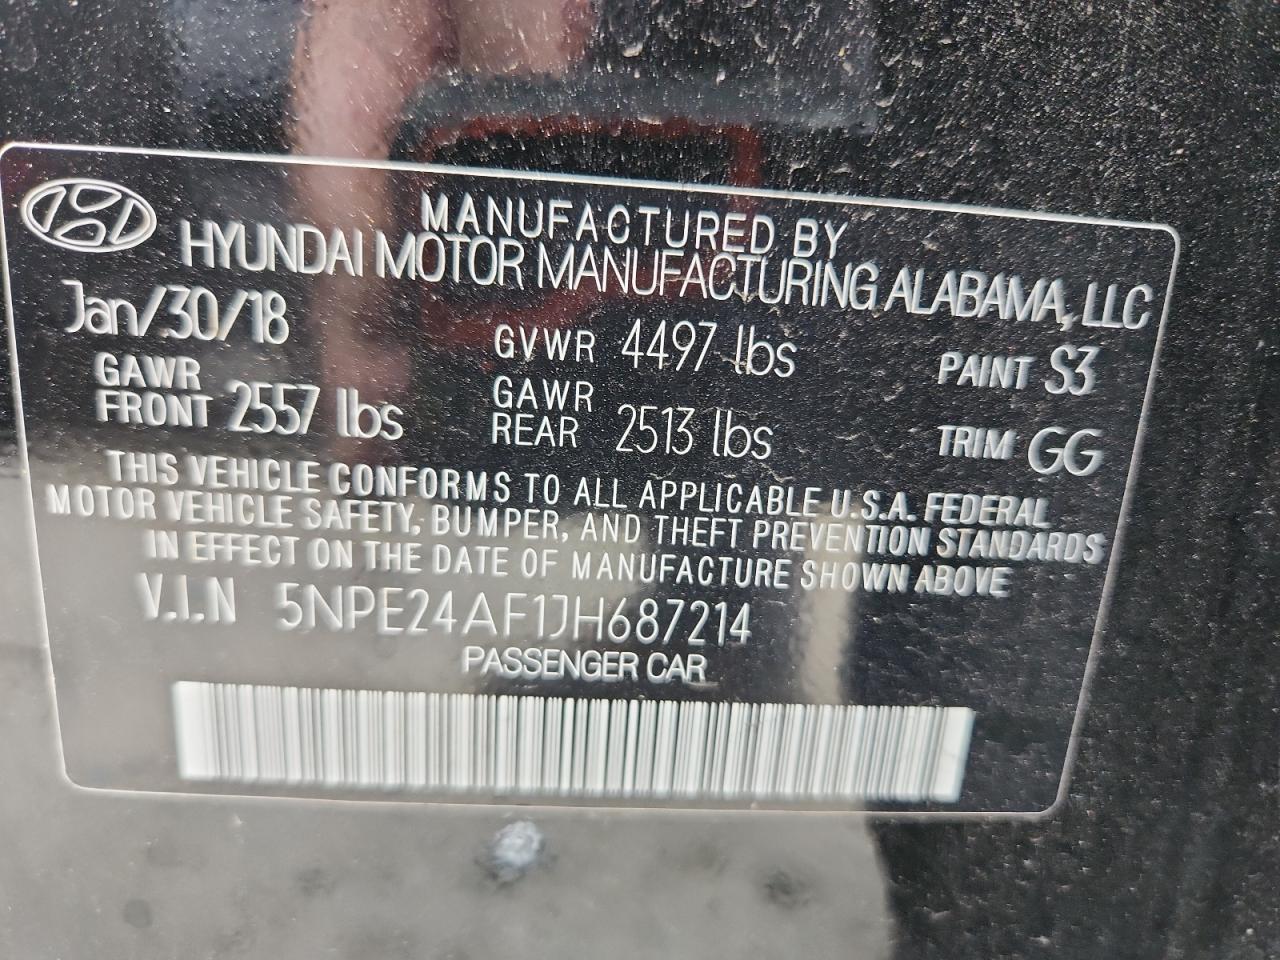 MANUFACTURED BY
HYUNDAI MOTOR MANUFACTURING ALABAMA, LLC
Jan/30/18 GVWR 4497 lbs PAINT S3
GAWR FRONT 2557 lbs GAWR REAR 2513 lbs TRIM GG
THIS VEHICLE CONFORMS TO ALL APPLICABLE U.S.A. FEDERAL
MOTOR VEHICLE SAFETY, BUMPER, AND THEFT PREVENTION STANDARDS
IN EFFECT ON THE DATE OF MANUFACTURE SHOWN ABOVE
V.I.N 5NPE24AF1JH687214
PASSENGER CAR